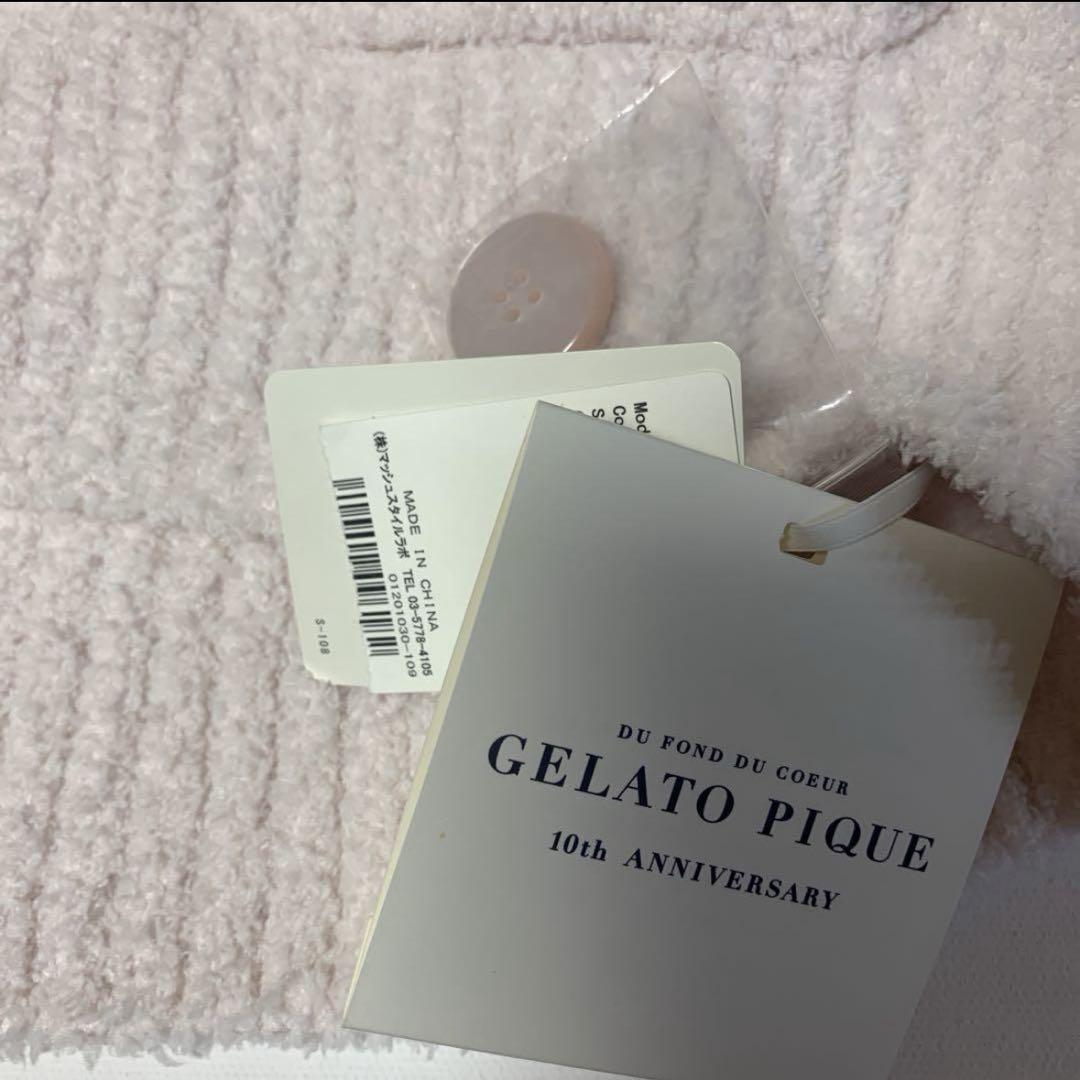 MADE IN CHINA
(株)マッシュスタイルラボ TEL 03-5778-4105
01201030-109
S-108
DU FOND DU COEUR
GELATO PIQUE
10th ANNIVERSARY